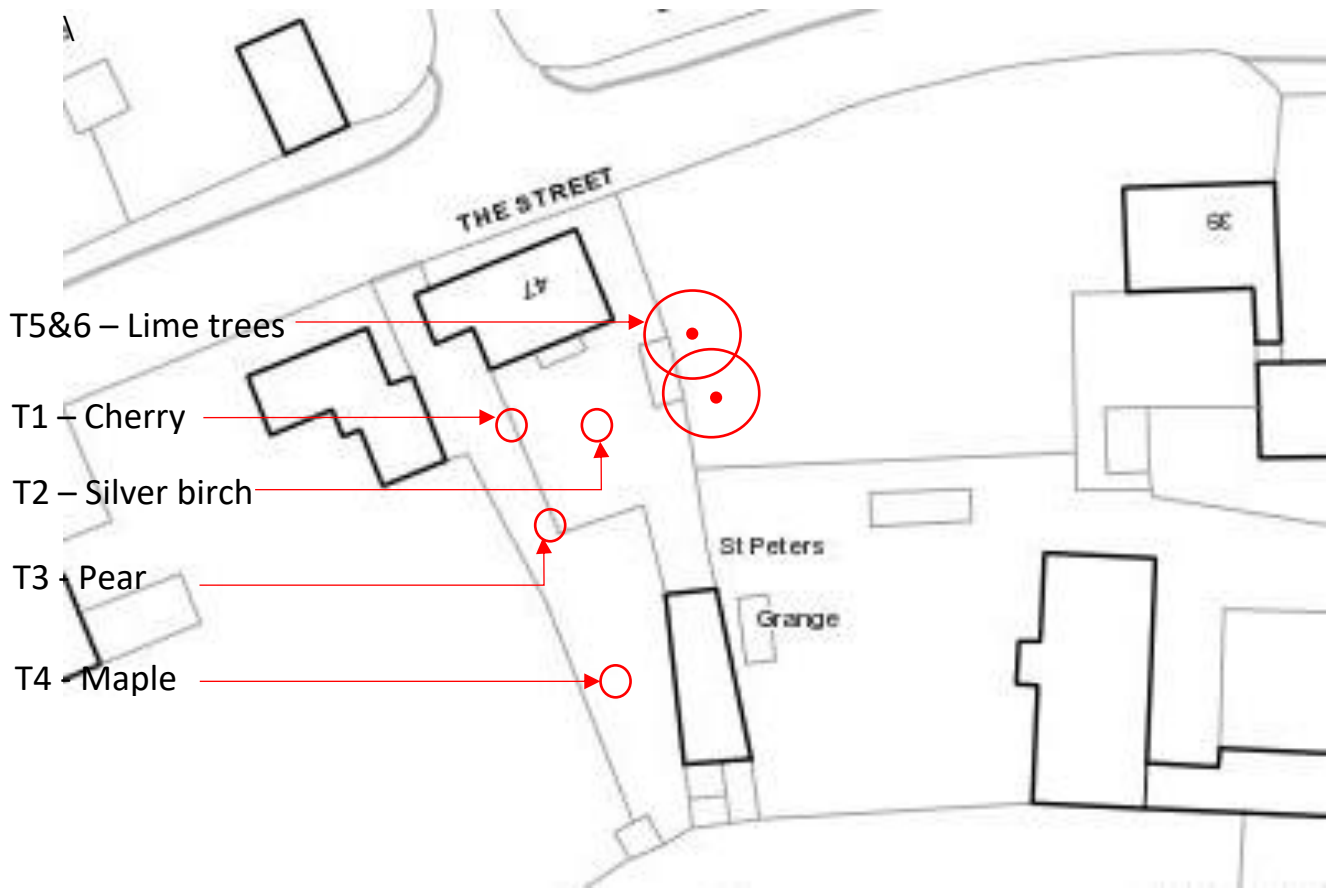 THE STREET
39
47
T5&6 – Lime trees
T1 – Cherry
T2 – Silver birch
T3 - Pear
St Peters
Grange
T4 - Maple